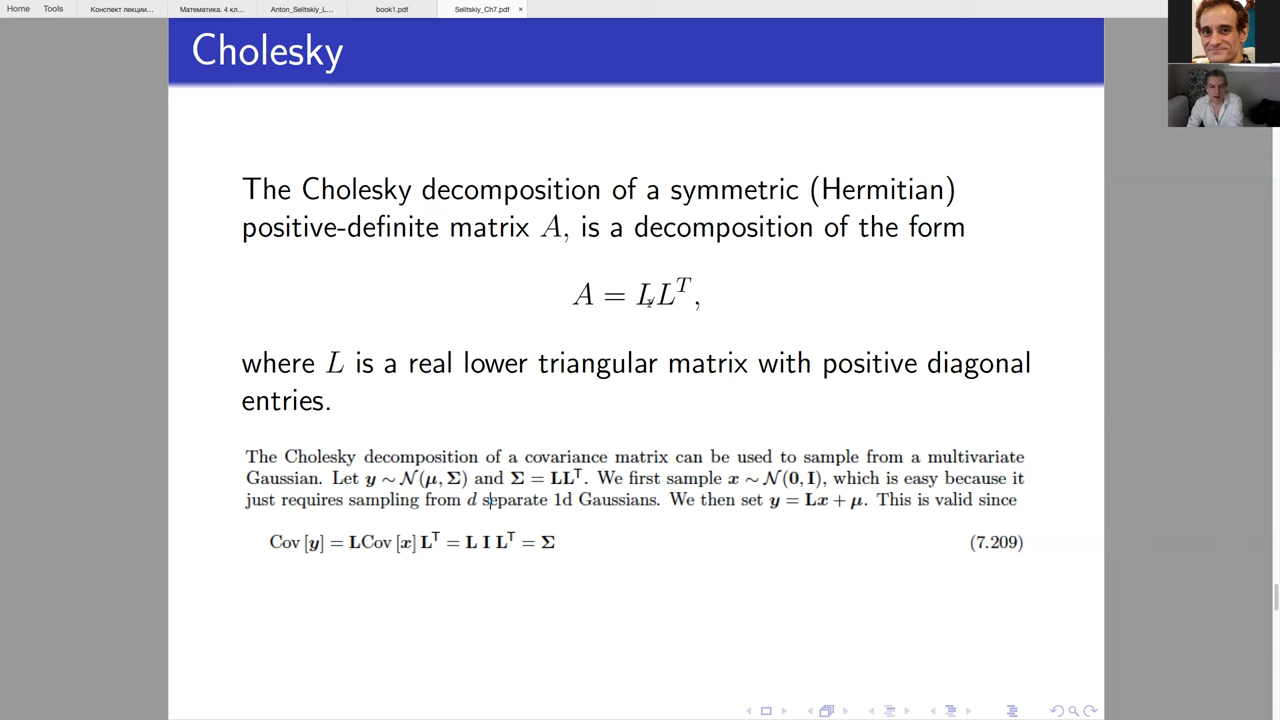 Home Tools Конспект лекции... Математика. 4 кл... Anton_Selitskiy_L... book1.pdf Selitskiy_Ch7.pdf ×
Cholesky
The Cholesky decomposition of a symmetric (Hermitian)
positive-definite matrix A, is a decomposition of the form
A = LL^T,
where L is a real lower triangular matrix with positive diagonal
entries.
The Cholesky decomposition of a covariance matrix can be used to sample from a multivariate
Gaussian. Let y ∼ N(μ, Σ) and Σ = LL^T. We first sample x ∼ N(0, I), which is easy because it
just requires sampling from d separate 1d Gaussians. We then set y = Lx + μ. This is valid since
Cov [y] = LCov [x] L^T = L I L^T = Σ (7.209)